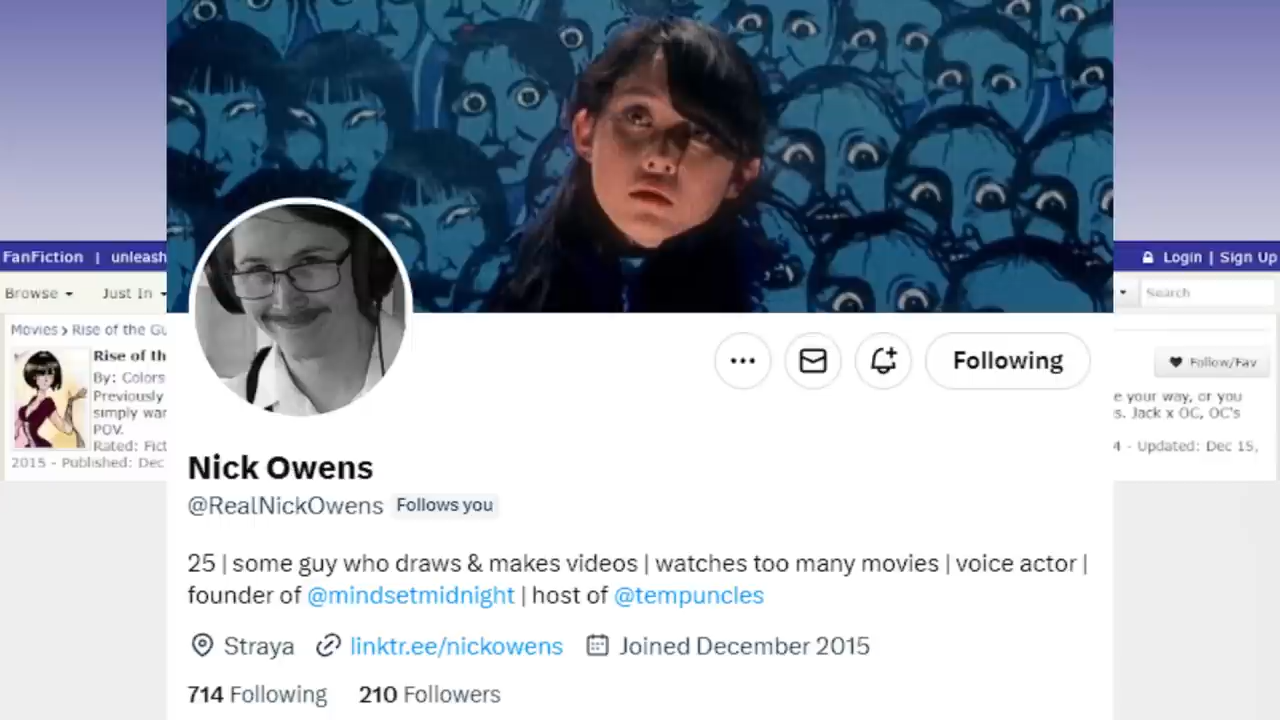 FanFiction | unleash
Login | Sign Up
Browse
Just In
Search
Movies > Rise of the Gu
Rise of th
By: Colors
Previously
simply war
POV.
Rated: Fict
2015 - Published: Dec
Follow/Fav
e your way, or you
s. Jack x OC, OC's
4 - Updated: Dec 15,
Following
Nick Owens
@RealNickOwens Follows you
25 | some guy who draws & makes videos | watches too many movies | voice actor |
founder of @mindsetmidnight | host of @tempuncles
Straya linktr.ee/nickowens Joined December 2015
714 Following 210 Followers